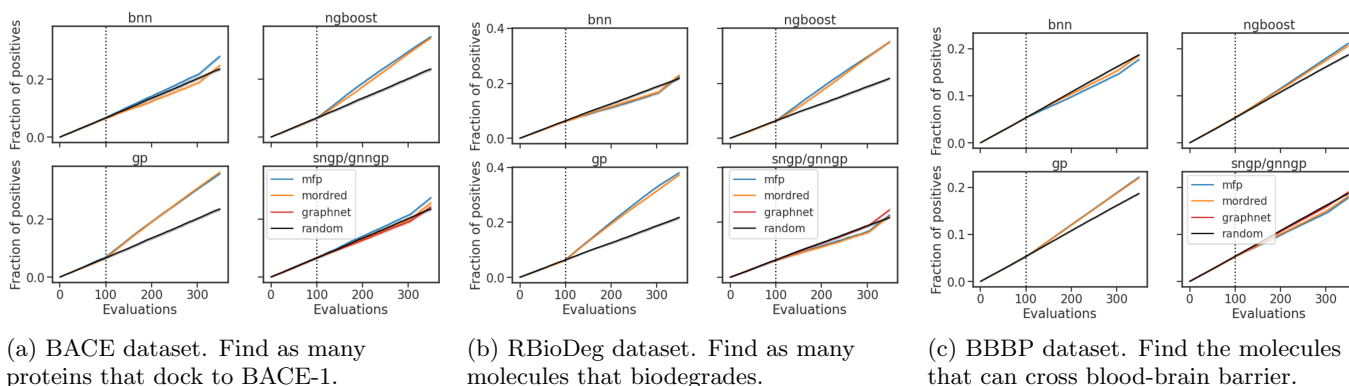 bnn
ngboost
Fraction of positives
0.2
0.0
gp
sngp/gnngp
Fraction of positives
0.2
0.0
mfp
mordred
graphnet
random
0 100 200 300
0 100 200 300
Evaluations
Evaluations
(a) BACE dataset. Find as many
proteins that dock to BACE-1.
bnn
ngboost
Fraction of positives
0.4
0.2
0.0
gp
sngp/gnngp
Fraction of positives
0.4
0.2
0.0
mfp
mordred
graphnet
random
0 100 200 300
0 100 200 300
Evaluations
Evaluations
(b) RBioDeg dataset. Find as many
molecules that biodegrades.
bnn
ngboost
Fraction of positives
0.2
0.1
0.0
gp
sngp/gnngp
Fraction of positives
0.2
0.1
0.0
mfp
mordred
graphnet
random
0 100 200 300
0 100 200 300
Evaluations
Evaluations
(c) BBBP dataset. Find the molecules
that can cross blood-brain barrier.